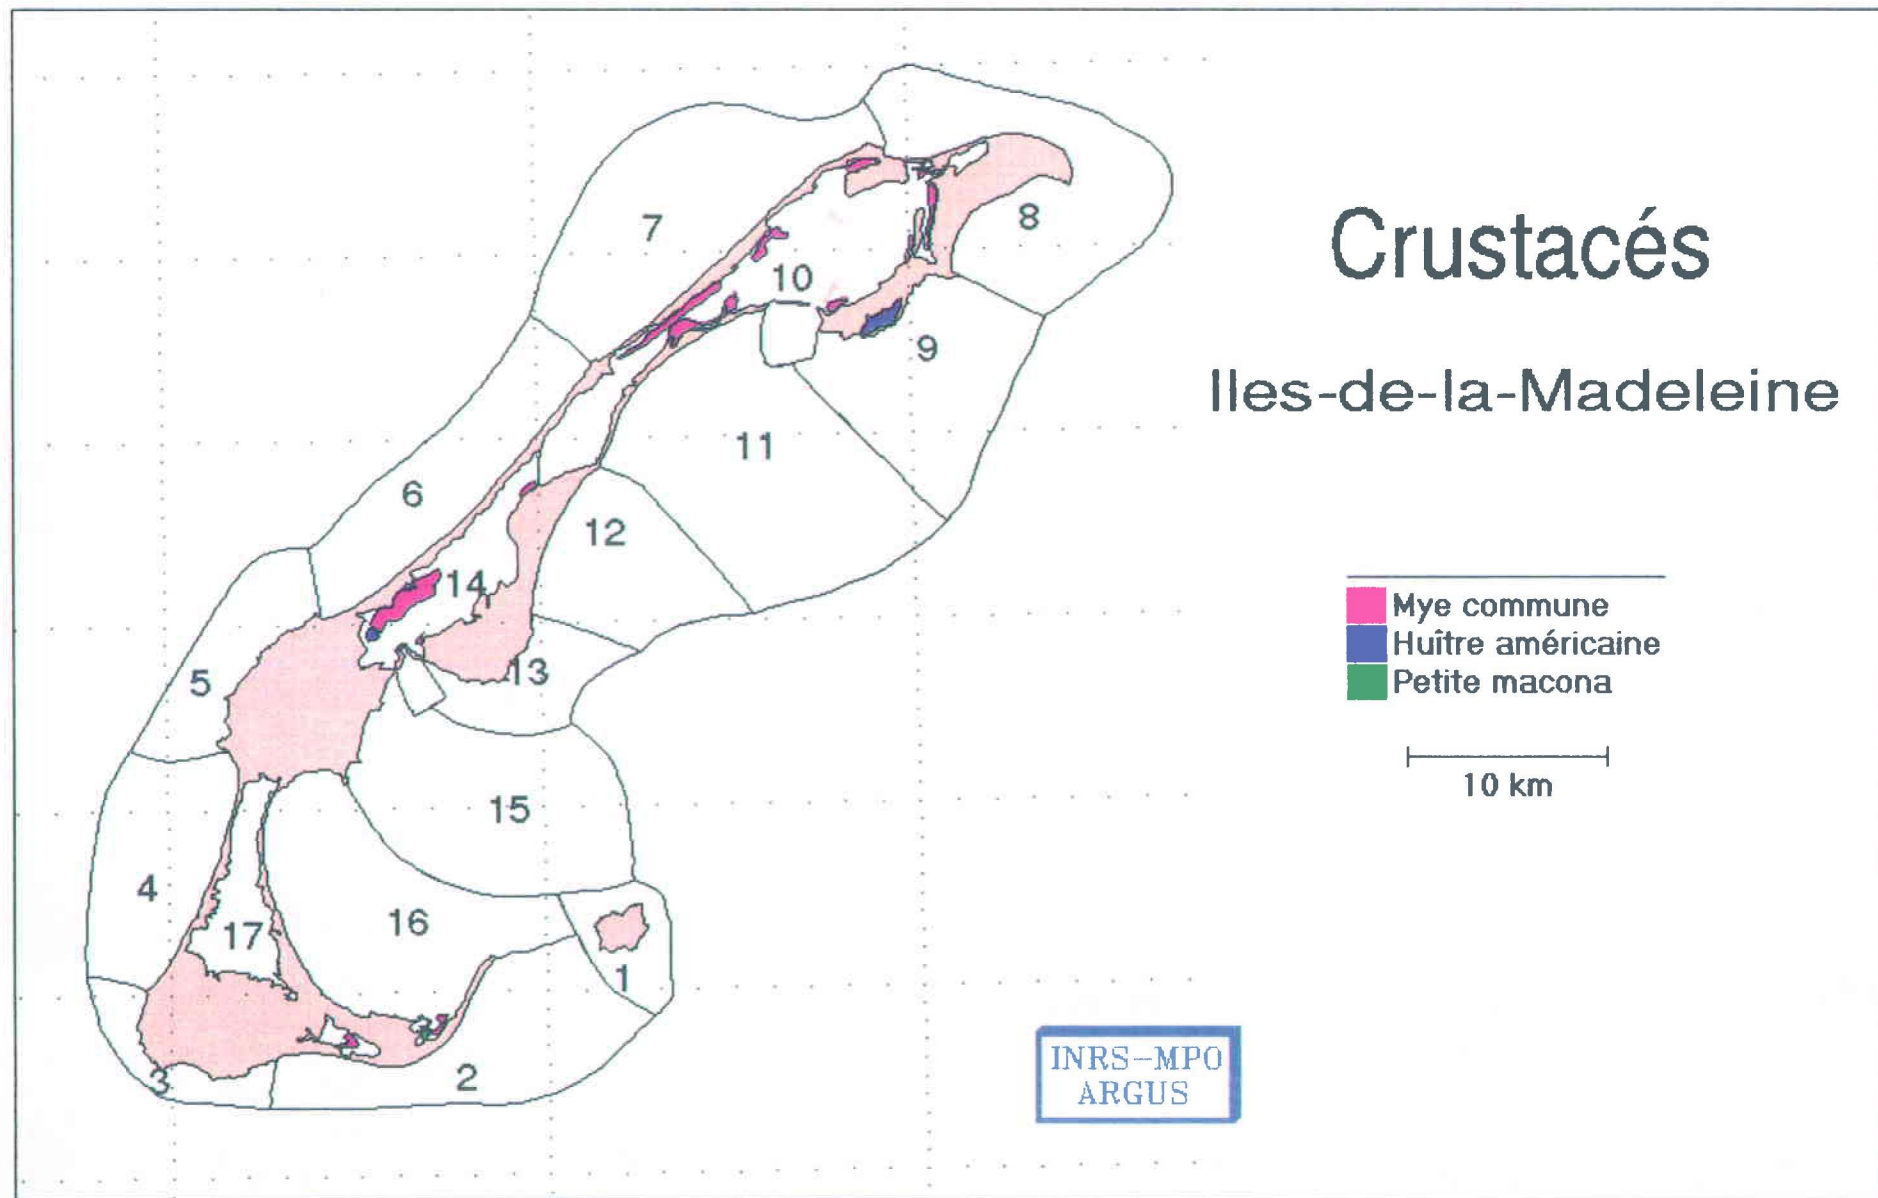 Crustacés
Iles-de-la-Madeleine
Mye commune
Huître américaine
Petite macona
10 km
7
8
10
9
11
6
12
14
5
13
15
4
16
17
1
3
2
INRS-MPO
ARGUS